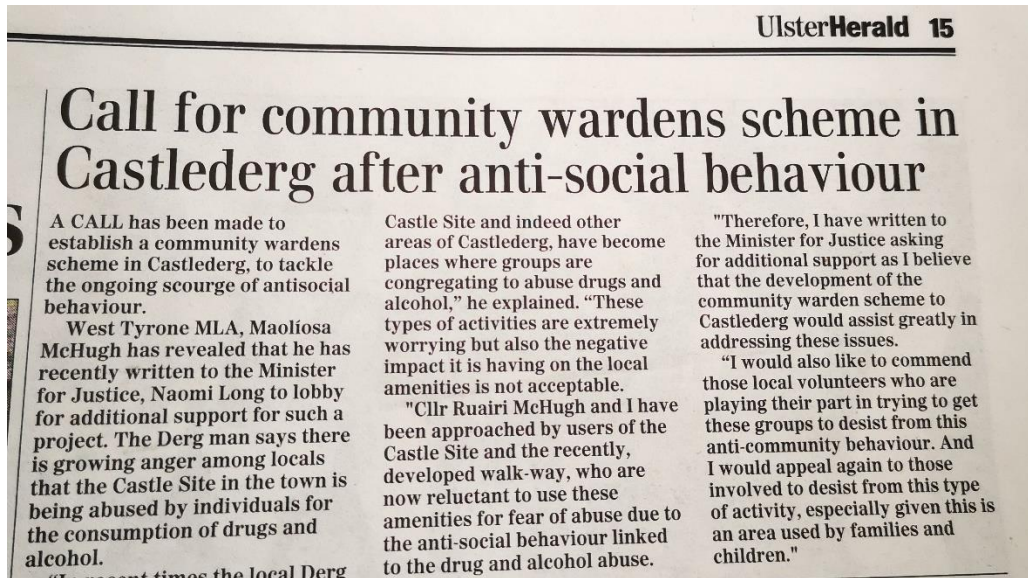 UlsterHerald 15
Call for community wardens scheme in
Castlederg after anti-social behaviour
A CALL has been made to
establish a community wardens
scheme in Castlederg, to tackle
the ongoing scourge of antisocial
behaviour.
West Tyrone MLA, Maolíosa
McHugh has revealed that he has
recently written to the Minister
for Justice, Naomi Long to lobby
for additional support for such a
project. The Derg man says there
is growing anger among locals
that the Castle Site in the town is
being abused by individuals for
the consumption of drugs and
alcohol.
“In recent times the local Derg
Castle Site and indeed other
areas of Castlederg, have become
places where groups are
congregating to abuse drugs and
alcohol,” he explained. “These
types of activities are extremely
worrying but also the negative
impact it is having on the local
amenities is not acceptable.
"Cllr Ruairi McHugh and I have
been approached by users of the
Castle Site and the recently,
developed walk-way, who are
now reluctant to use these
amenities for fear of abuse due to
the anti-social behaviour linked
to the drug and alcohol abuse.
"Therefore, I have written to
the Minister for Justice asking
for additional support as I believe
that the development of the
community warden scheme to
Castlederg would assist greatly in
addressing these issues.
“I would also like to commend
those local volunteers who are
playing their part in trying to get
these groups to desist from this
anti-community behaviour. And
I would appeal again to those
involved to desist from this type
of activity, especially given this is
an area used by families and
children."